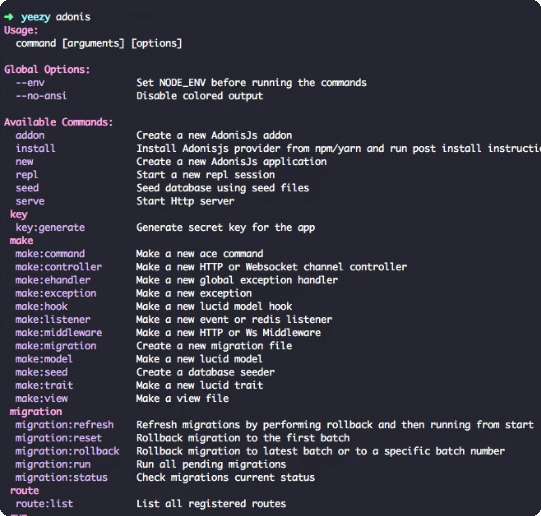 ➜ yeezy adonis
Usage:
command [arguments] [options]
Global Options:
--env Set NODE_ENV before running the commands
--no-ansi Disable colored output
Available Commands:
addon Create a new AdonisJs addon
install Install Adonisjs provider from npm/yarn and run post install instructi
new Create a new AdonisJs application
repl Start a new repl session
seed Seed database using seed files
serve Start Http server
key
key:generate Generate secret key for the app
make
make:command Make a new ace command
make:controller Make a new HTTP or Websocket channel controller
make:ehandler Make a new global exception handler
make:exception Make a new exception
make:hook Make a new lucid model hook
make:listener Make a new event or redis listener
make:middleware Make a new HTTP or Ws Middleware
make:migration Create a new migration file
make:model Make a new lucid model
make:seed Create a database seeder
make:trait Make a new lucid trait
make:view Make a view file
migration
migration:refresh Refresh migrations by performing rollback and then running from start
migration:reset Rollback migration to the first batch
migration:rollback Rollback migration to latest batch or to a specific batch number
migration:run Run all pending migrations
migration:status Check migrations current status
route
route:list List all registered routes